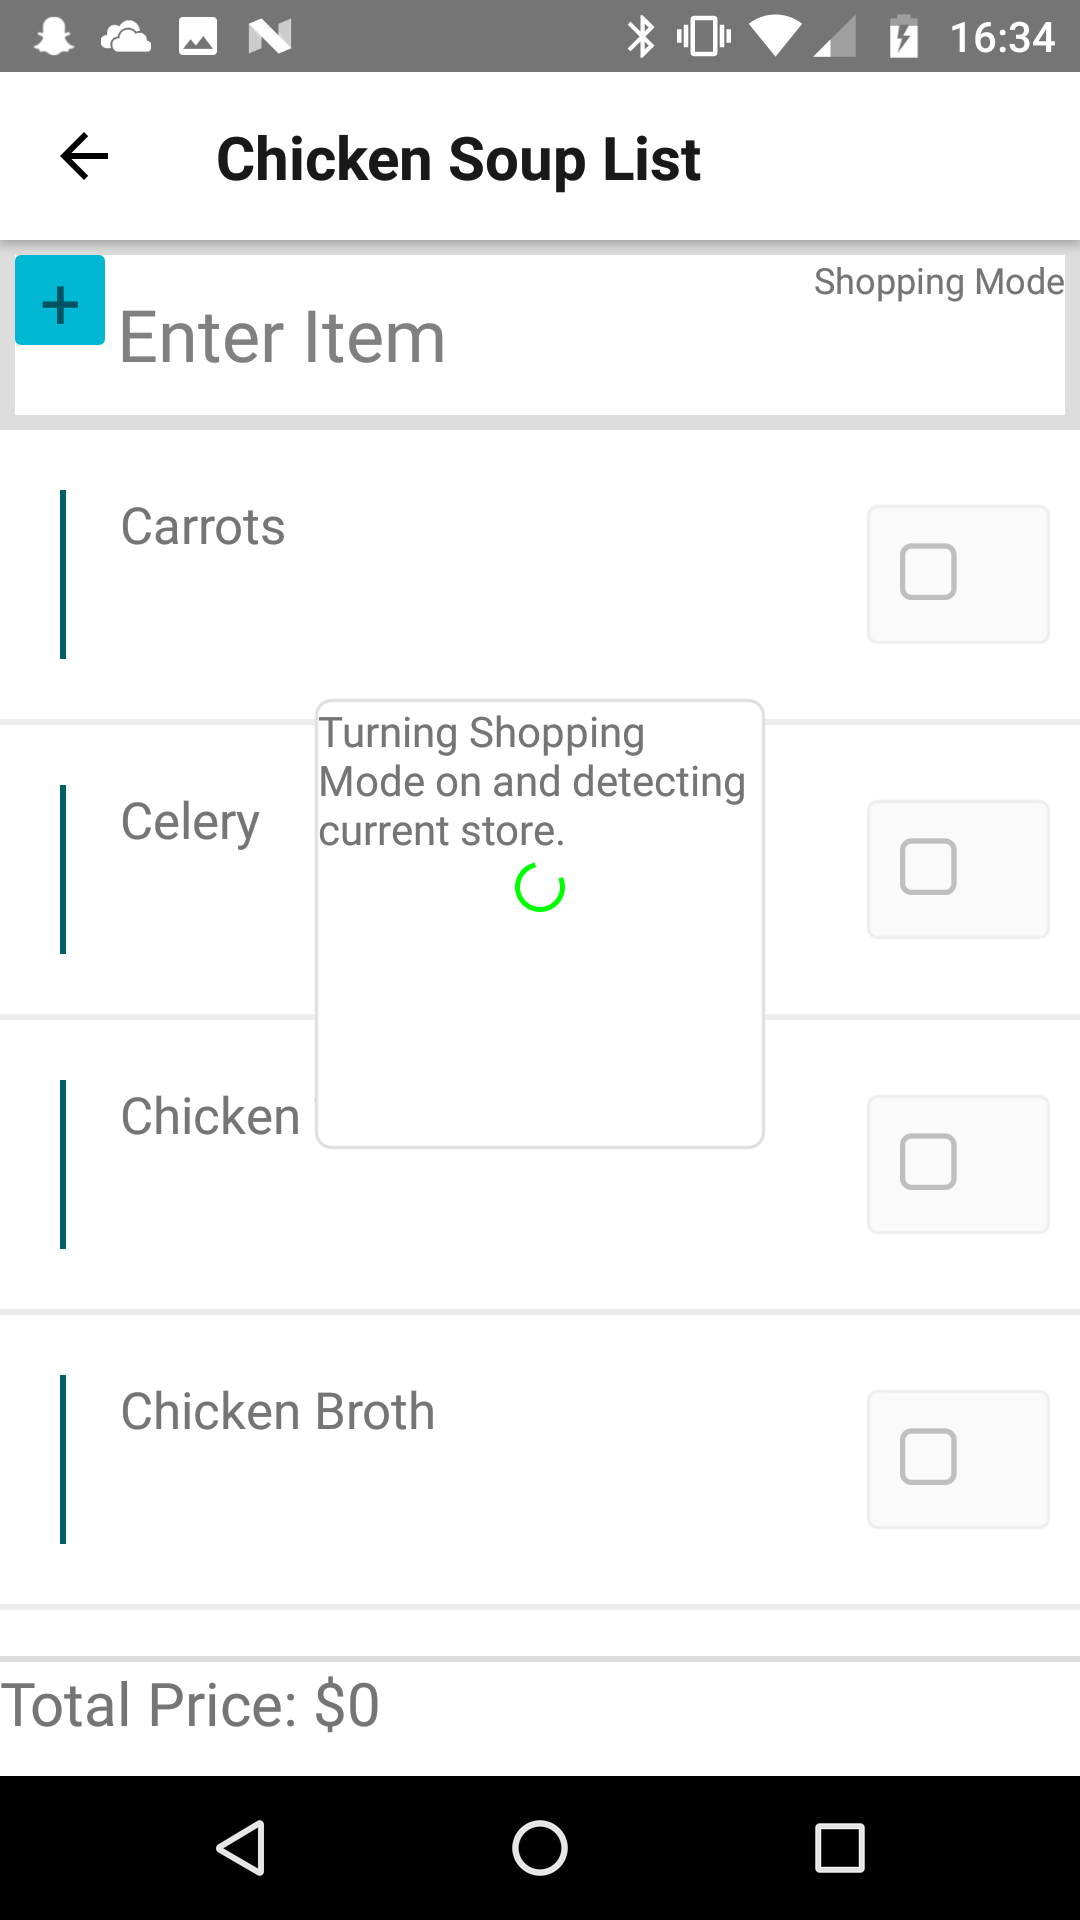 16:34
Chicken Soup List
Shopping Mode
+
Enter Item
Carrots
Turning Shopping
Mode on and detecting
current store.
Celery
Chicken
Chicken Broth
Total Price: $0